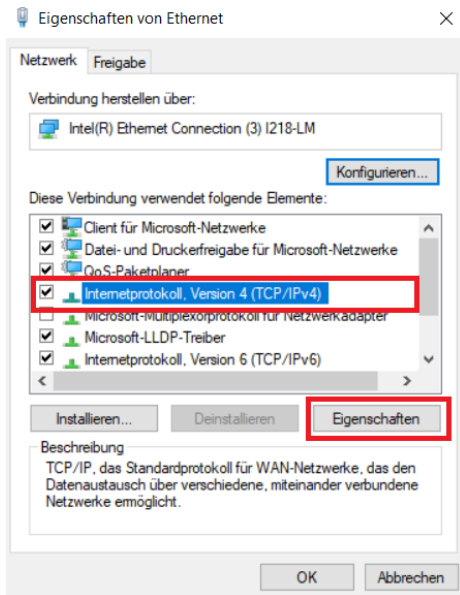 Eigenschaften von Ethernet
Netzwerk Freigabe
Verbindung herstellen über:
Intel(R) Ethernet Connection (3) I218-LM
Konfigurieren...
Diese Verbindung verwendet folgende Elemente:
Client für Microsoft-Netzwerke
Datei- und Druckerfreigabe für Microsoft-Netzwerke
QoS-Paketplaner
Internetprotokoll, Version 4 (TCP/IPv4)
Microsoft-Multiplexorprotokoll für Netzwerkadapter
Microsoft-LLDP-Treiber
Internetprotokoll, Version 6 (TCP/IPv6)
Installieren... Deinstallieren Eigenschaften
Beschreibung
TCP/IP, das Standardprotokoll für WAN-Netzwerke, das den
Datenaustausch über verschiedene, miteinander verbundene
Netzwerke ermöglicht.
OK Abbrechen